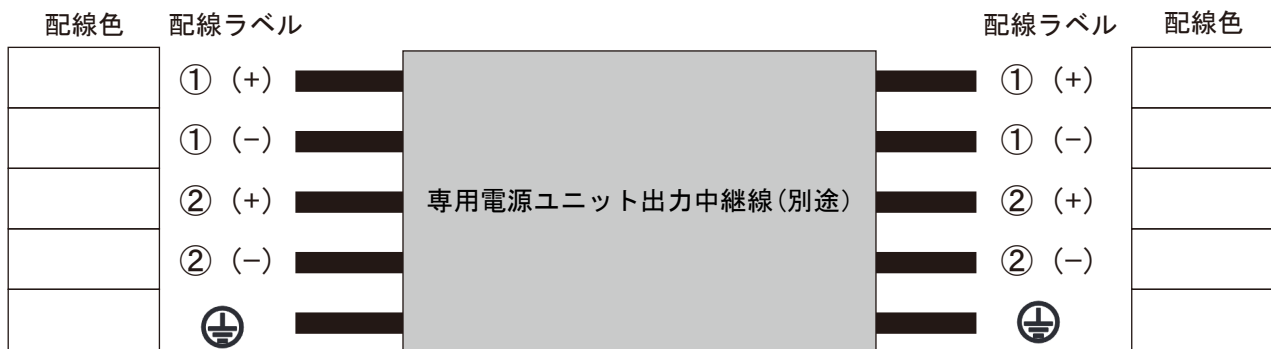 配線色 配線ラベル 配線ラベル 配線色
① (+) ① (+)
① (−) ① (−)
② (+) 専用電源ユニット出力中継線(別途) ② (+)
② (−) ② (−)